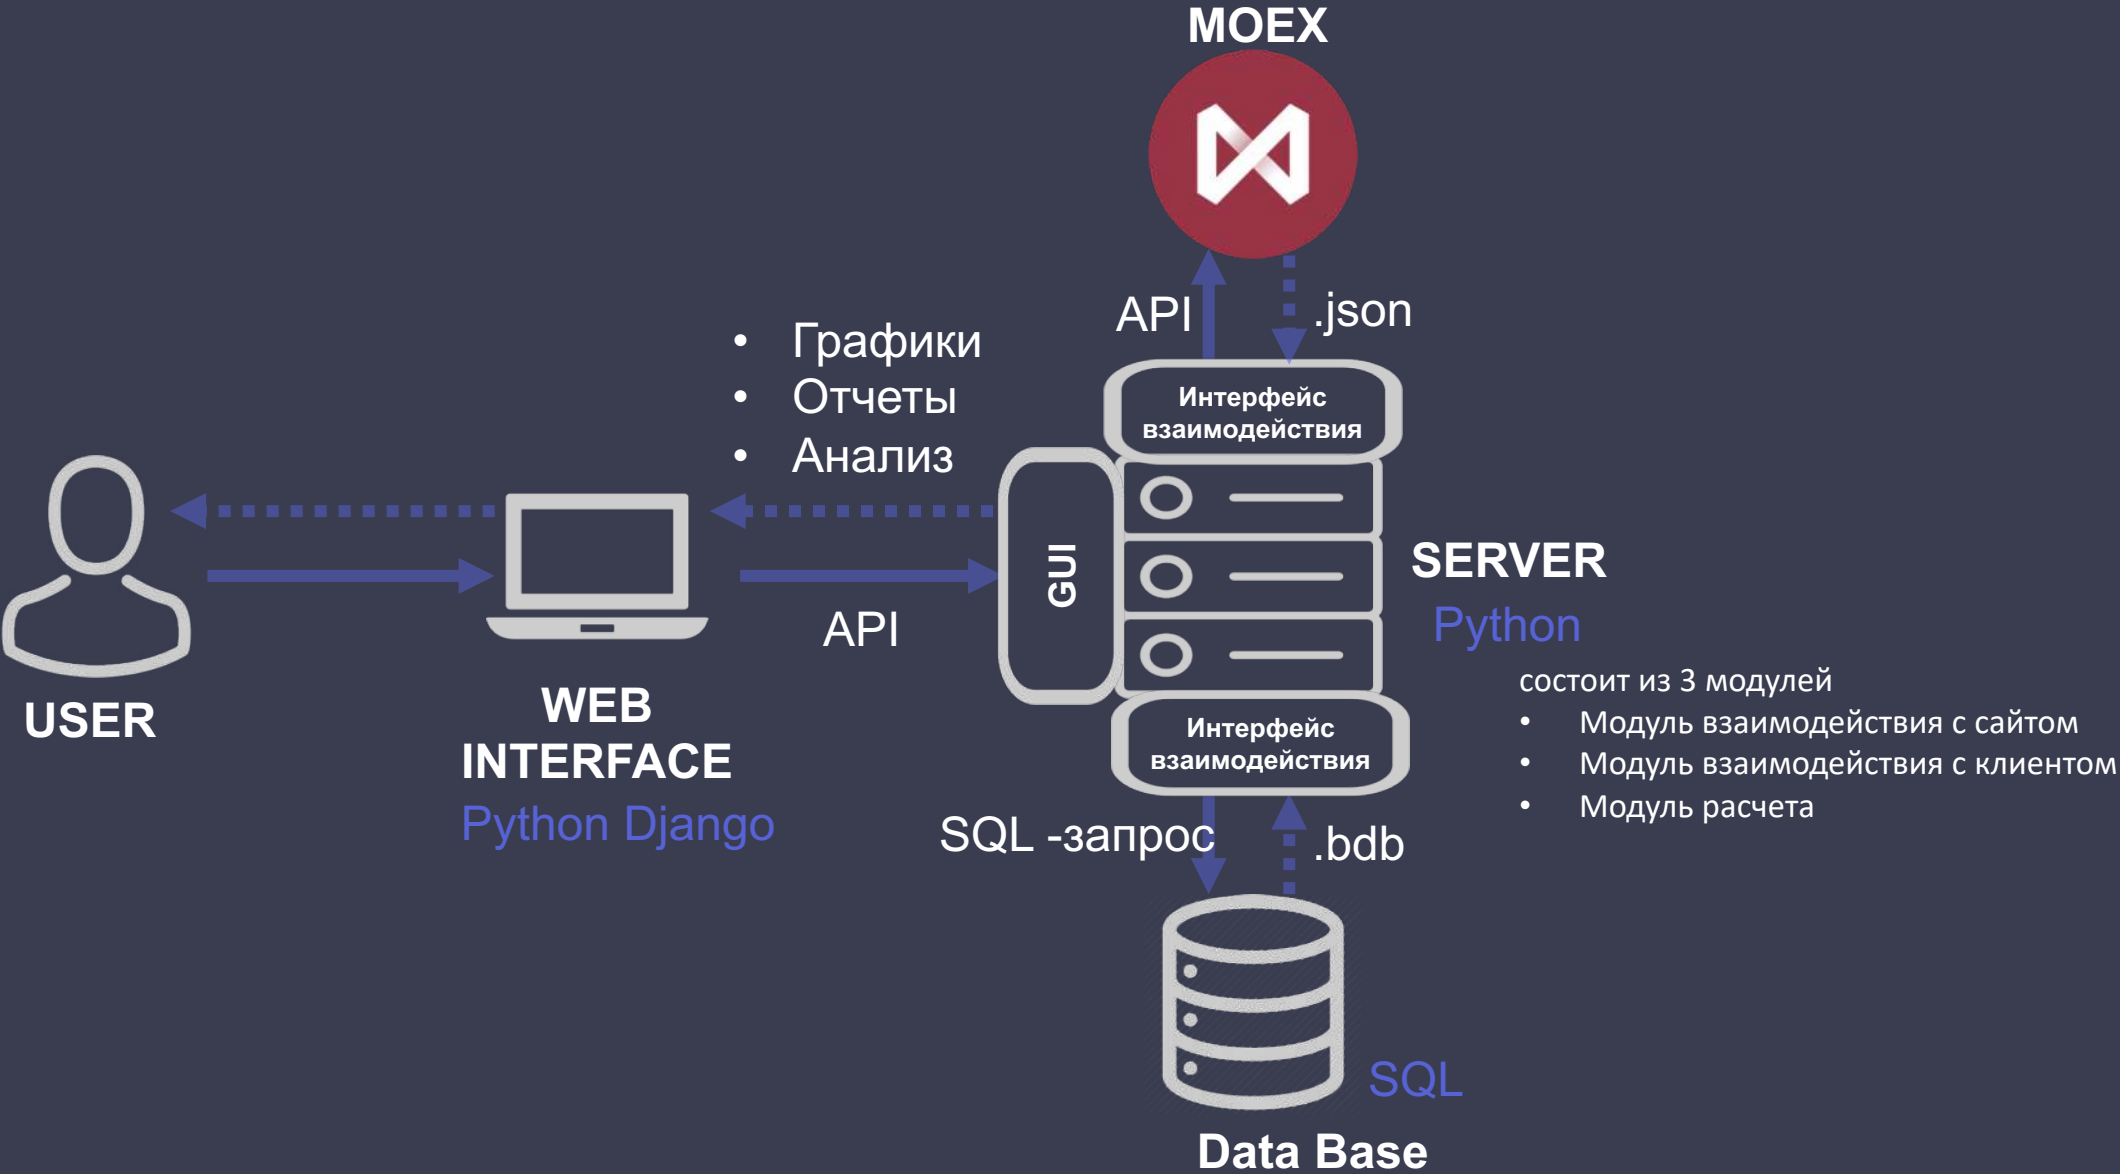 MOEX
API
.json
• Графики
• Отчеты
• Анализ
Интерфейс
взаимодействия
GUI
API
SERVER
Python
состоит из 3 модулей
• Модуль взаимодействия с сайтом
• Модуль взаимодействия с клиентом
• Модуль расчета
USER
WEB
INTERFACE
Python Django
Интерфейс
взаимодействия
SQL -запрос
.bdb
SQL
Data Base